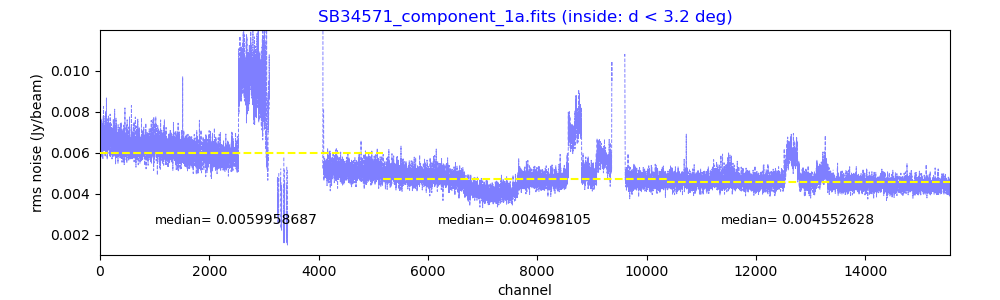 SB34571_component_1a.fits (inside: d < 3.2 deg)
rms noise (Jy/beam)
0.010
0.008
0.006
0.004
0.002
median= 0.0059958687
median= 0.004698105
median= 0.004552628
0 2000 4000 6000 8000 10000 12000 14000
channel